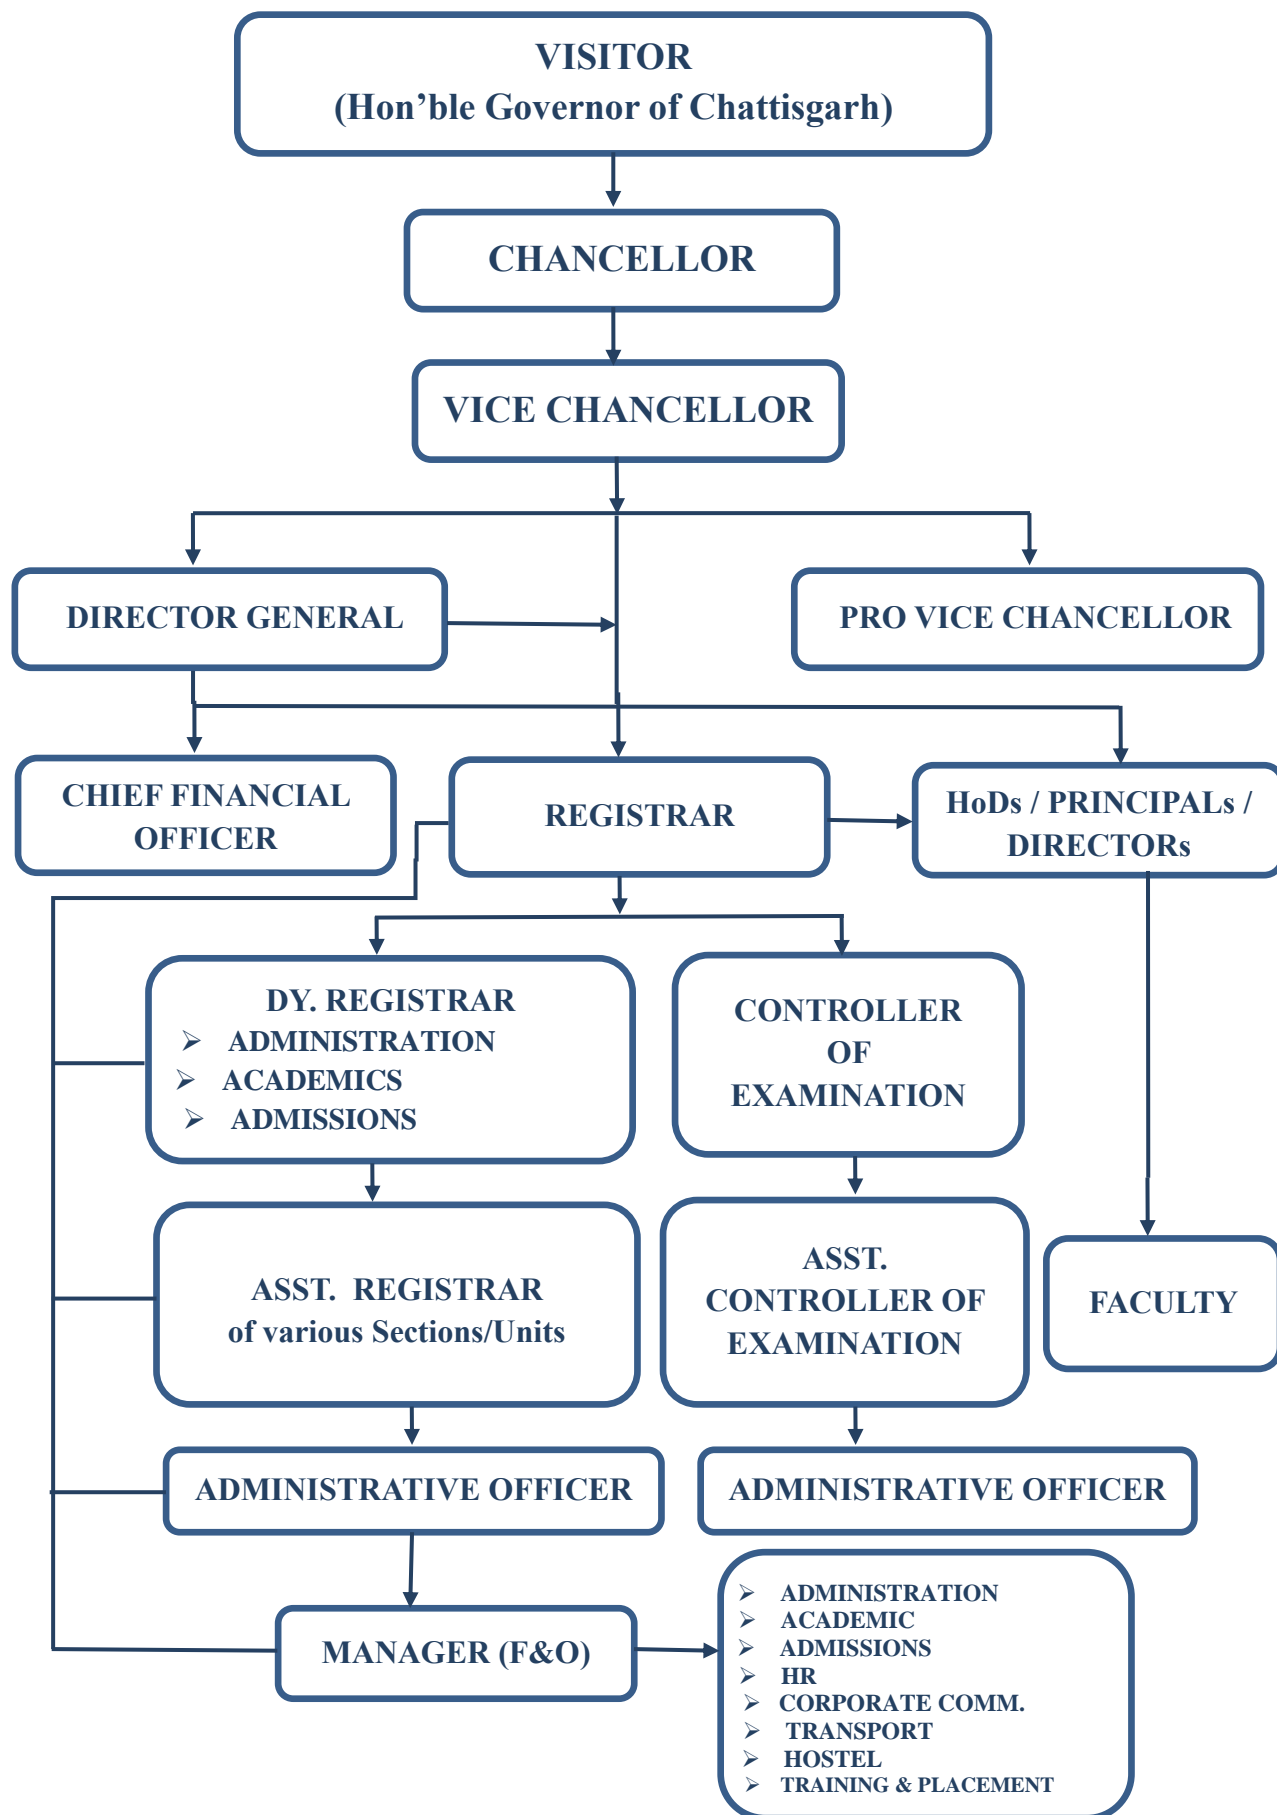 VISITOR
(Hon’ble Governor of Chattisgarh)
CHANCELLOR
VICE CHANCELLOR
DIRECTOR GENERAL
PRO VICE CHANCELLOR
CHIEF FINANCIAL
OFFICER
REGISTRAR
HoDs / PRINCIPALs /
DIRECTORs
DY. REGISTRAR
➢ ADMINISTRATION
➢ ACADEMICS
➢ ADMISSIONS
CONTROLLER
OF
EXAMINATION
ASST. REGISTRAR
of various Sections/Units
ASST.
CONTROLLER OF
EXAMINATION
FACULTY
ADMINISTRATIVE OFFICER
ADMINISTRATIVE OFFICER
MANAGER (F&O)
➢ ADMINISTRATION
➢ ACADEMIC
➢ ADMISSIONS
➢ HR
➢ CORPORATE COMM.
➢ TRANSPORT
➢ HOSTEL
➢ TRAINING & PLACEMENT